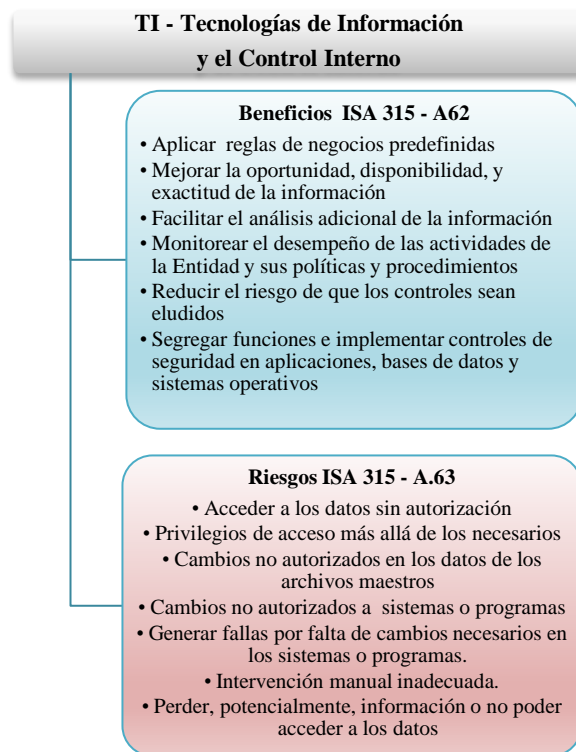 TI - Tecnologías de Información
y el Control Interno
Beneficios ISA 315 - A62
• Aplicar reglas de negocios predefinidas
• Mejorar la oportunidad, disponibilidad, y
exactitud de la información
• Facilitar el análisis adicional de la información
• Monitorear el desempeño de las actividades de
la Entidad y sus políticas y procedimientos
• Reducir el riesgo de que los controles sean
eludidos
• Segregar funciones e implementar controles de
seguridad en aplicaciones, bases de datos y
sistemas operativos
Riesgos ISA 315 - A.63
• Acceder a los datos sin autorización
• Privilegios de acceso más allá de los necesarios
• Cambios no autorizados en los datos de los
archivos maestros
• Cambios no autorizados a sistemas o programas
• Generar fallas por falta de cambios necesarios en
los sistemas o programas.
• Intervención manual inadecuada.
• Perder, potencialmente, información o no poder
acceder a los datos